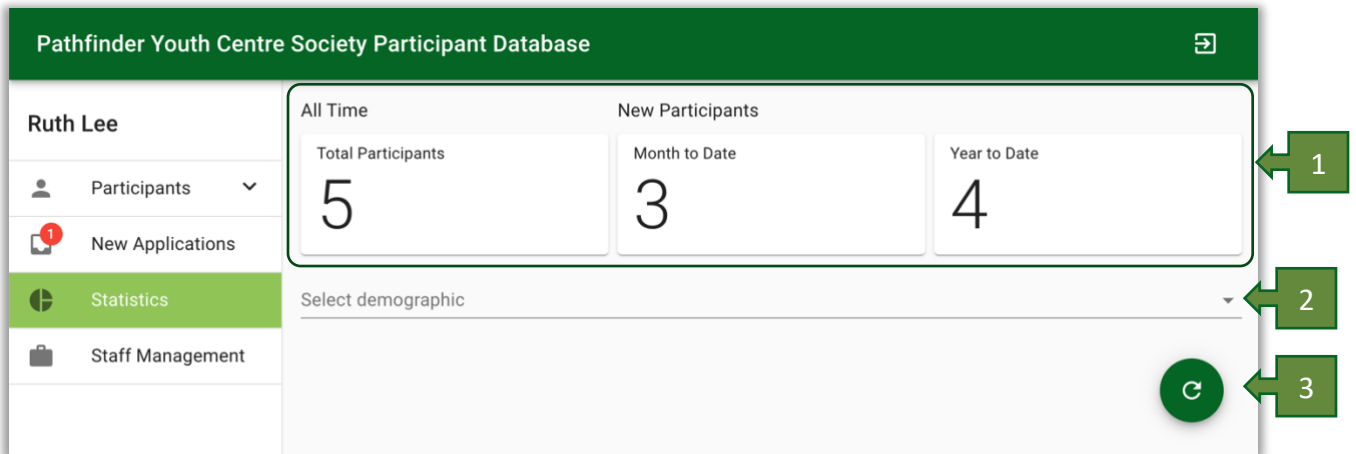 Pathfinder Youth Centre Society Participant Database
Ruth Lee
Participants
1
New Applications
Statistics
Staff Management
All Time
New Participants
Total Participants
5
Month to Date
3
Year to Date
4
Select demographic
1
2
3